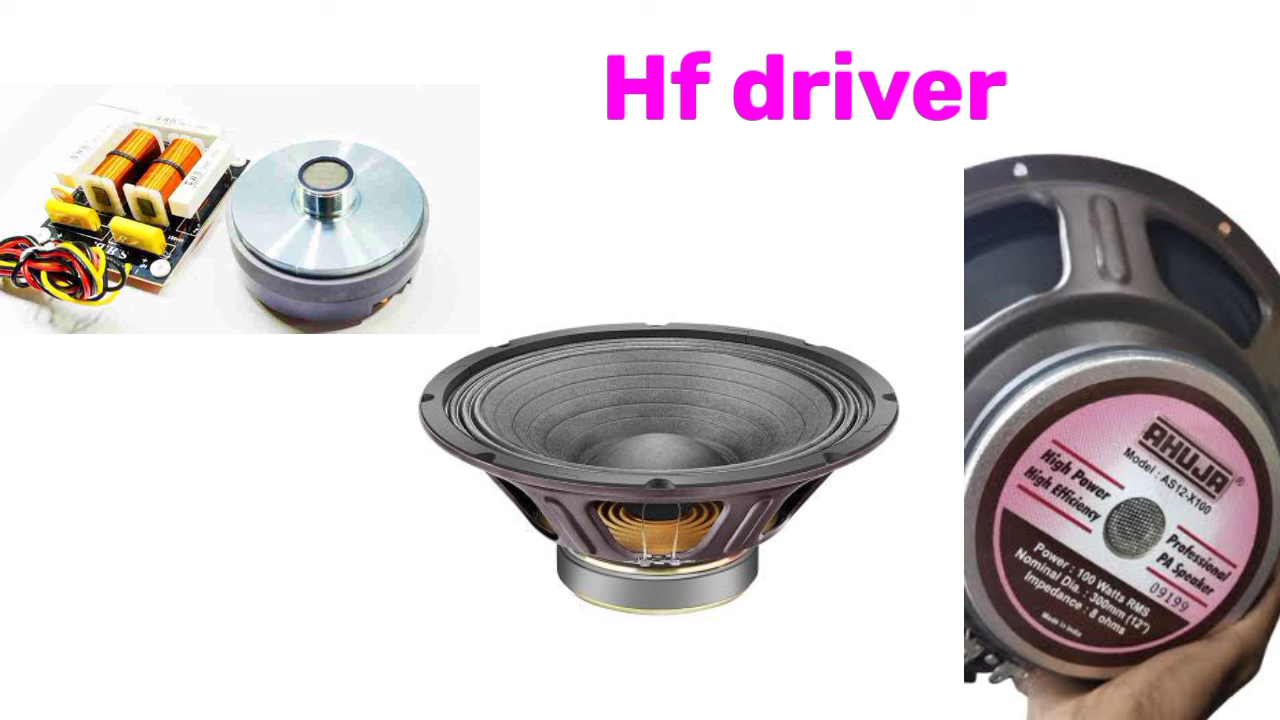 Hf driver
S.H.D.
AHUJA®
Model : AS12-X100
High Power
High Efficiency
Professional
PA Speaker
09199
Power : 100 Watts RMS
Nominal Dia. : 300mm (12")
Impedance : 8 ohms
Made in India